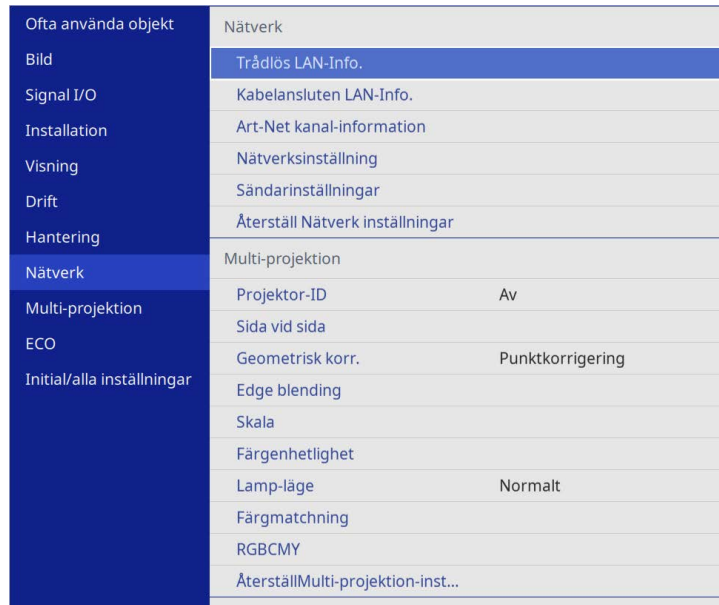 Ofta använda objekt
Bild
Signal I/O
Installation
Visning
Drift
Hantering
Nätverk
Multi-projektion
ECO
Initial/alla inställningar
Nätverk
Trådlös LAN-Info.
Kabelansluten LAN-Info.
Art-Net kanal-information
Nätverksinställning
Sändarinställningar
Återställ Nätverk inställningar
Multi-projektion
Projektor-ID Av
Sida vid sida
Geometrisk korr. Punktkorrigering
Edge blending
Skala
Färgenhetlighet
Lamp-läge Normalt
Färgmatchning
RGBCMY
ÅterställMulti-projektion-inst...